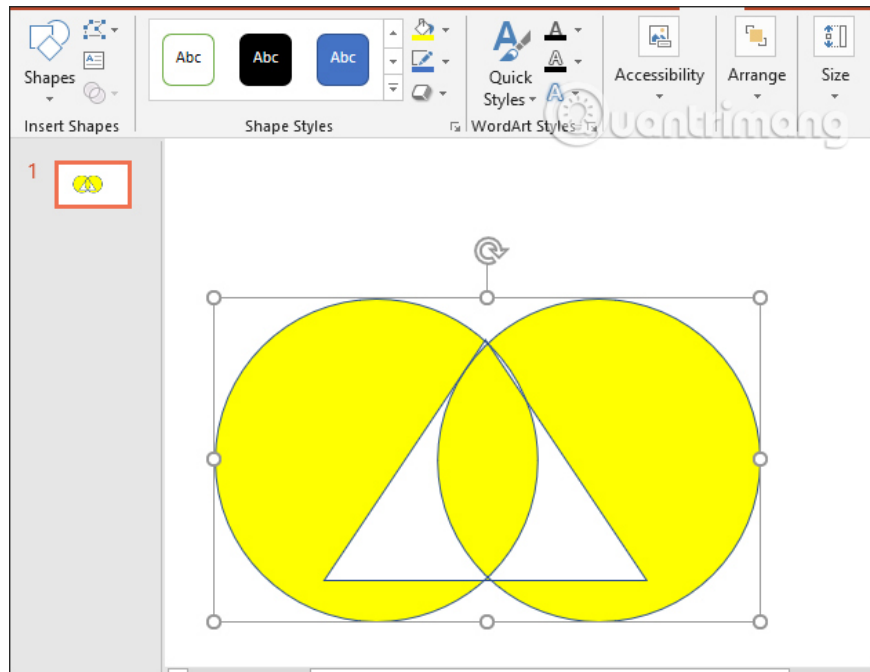 Abc Abc Abc
Shapes Quick Accessibility Arrange Size
Styles
Insert Shapes Shape Styles WordArt Styles
Quantrimang
1